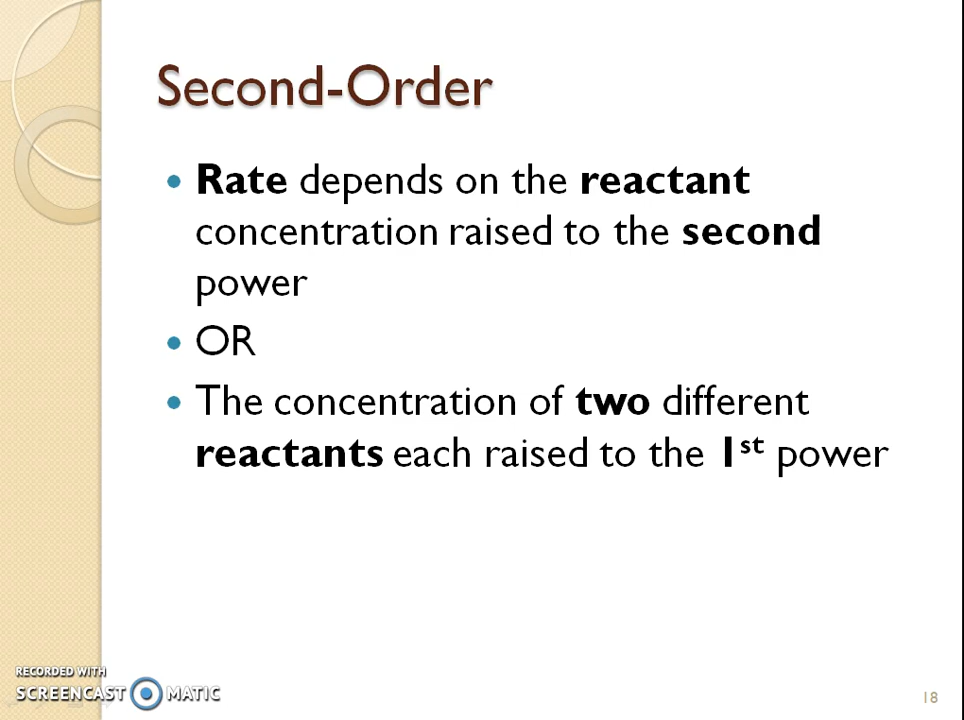 Second-Order
• Rate depends on the reactant
concentration raised to the second
power
• OR
• The concentration of two different
reactants each raised to the 1st power
RECORDED WITH
SCREENCAST MATIC
18